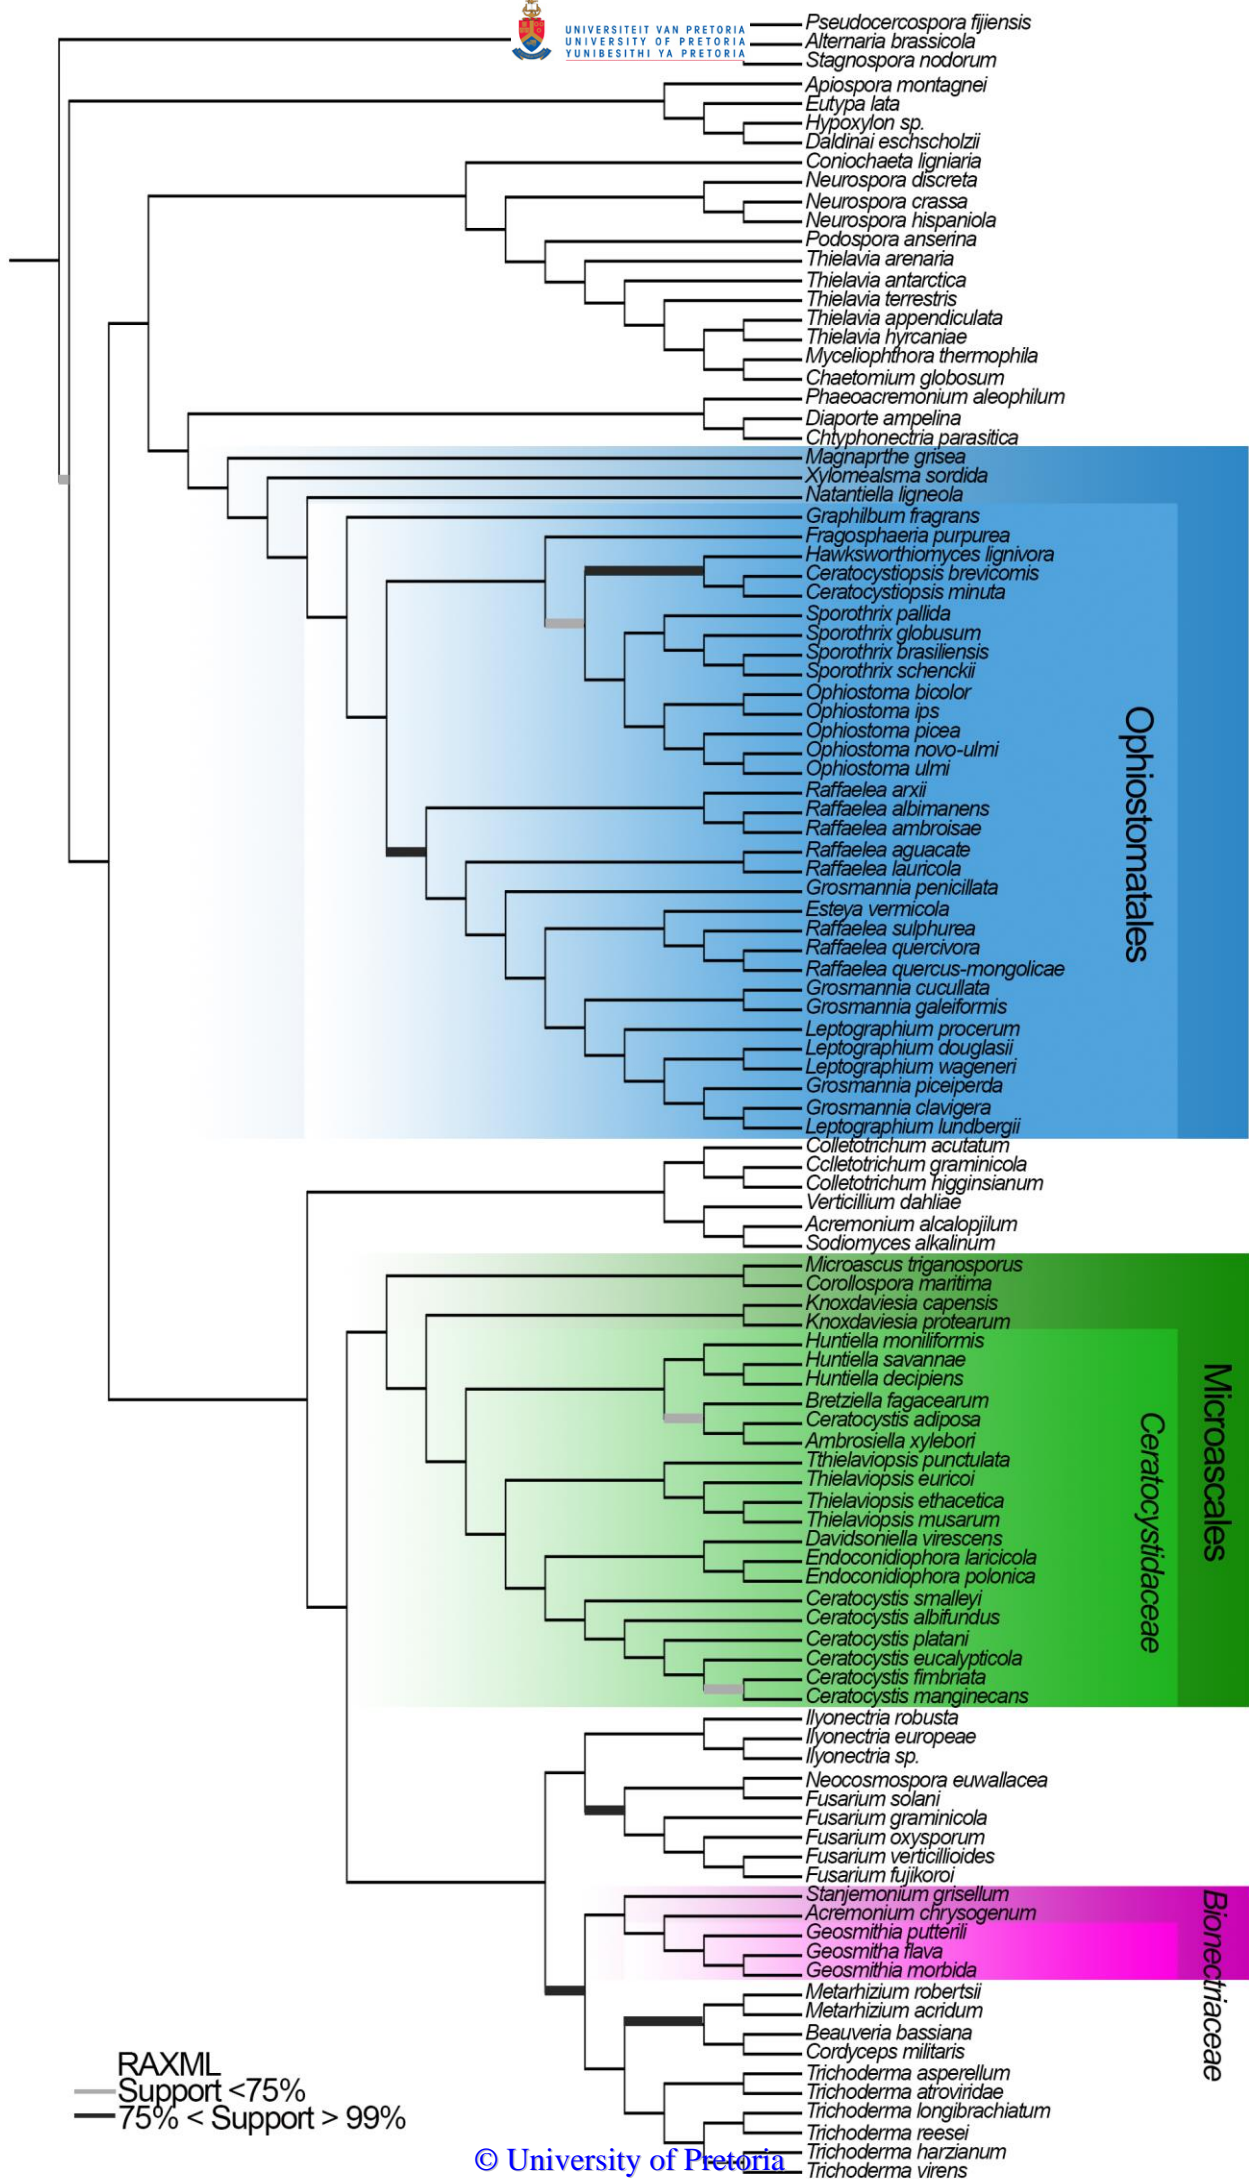 UNIVERSITEIT VAN PRETORIA
UNIVERSITY OF PRETORIA
YUNIBESITHI YA PRETORIA
Pseudocercospora fijiensis
Alternaria brassicola
Stagnospora nodorum
Apiospora montagnei
Eutypa lata
Hypoxylon sp.
Daldinai eschscholzii
Coniochaeta ligniaria
Neurospora discreta
Neurospora crassa
Neurospora hispaniola
Podospora anserina
Thielavia arenaria
Thielavia antarctica
Thielavia terrestris
Thielavia appendiculata
Thielavia hyrcaniae
Myceliophthora thermophila
Chaetomium globosum
Phaeoacremonium aleophilum
Diaporte ampelina
Chtyphonectria parasitica
Magnaprthe grisea
Xylomealsma sordida
Natantiella ligneola
Graphilbum fragrans
Fragosphaeria purpurea
Hawksworthiomyces lignivora
Ceratocystiopsis brevicomis
Ceratocystiopsis minuta
Sporothrix pallida
Sporothrix globusum
Sporothrix brasiliensis
Sporothrix schenckii
Ophiostoma bicolor
Ophiostoma ips
Ophiostoma picea
Ophiostoma novo-ulmi
Ophiostoma ulmi
Raffaelea arxii
Raffaelea albimanens
Raffaelea ambroisae
Raffaelea aguacate
Raffaelea lauricola
Grosmannia penicillata
Esteya vermicola
Raffaelea sulphurea
Raffaelea quercivora
Raffaelea quercus-mongolicae
Grosmannia cucullata
Grosmannia galeiformis
Leptographium procerum
Leptographium douglasii
Leptographium wageneri
Grosmannia piceiperda
Grosmannia clavigera
Leptographium lundbergii
Ophiostomatales
Colletotrichum acutatum
Cclletotrichum graminicola
Colletotrichum higginsianum
Verticillium dahliae
Acremonium alcalopjilum
Sodiomyces alkalinum
Microascus triganosporus
Corollospora maritima
Knoxdaviesia capensis
Knoxdaviesia protearum
Huntiella moniliformis
Huntiella savannae
Huntiella decipiens
Bretziella fagacearum
Ceratocystis adiposa
Ambrosiella xylebori
Tthielaviopsis punctulata
Thielaviopsis euricoi
Thielaviopsis ethacetica
Thielaviopsis musarum
Davidsoniella virescens
Endoconidiophora laricicola
Endoconidiophora polonica
Ceratocystis smalleyi
Ceratocystis albifundus
Ceratocystis platani
Ceratocystis eucalypticola
Ceratocystis fimbriata
Ceratocystis manginecans
Microascales
Ceratocystidaceae
Ilyonectria robusta
Ilyonectria europeae
Ilyonectria sp.
Neocosmospora euwallacea
Fusarium solani
Fusarium graminicola
Fusarium oxysporum
Fusarium verticillioides
Fusarium fujikoroi
Stanjemonium grisellum
Acremonium chrysogenum
Geosmithia putterili
Geosmitha flava
Geosmithia morbida
Bionectriaceae
Metarhizium robertsii
Metarhizium acridum
Beauveria bassiana
Cordyceps militaris
Trichoderma asperellum
Trichoderma atroviridae
Trichoderma longibrachiatum
Trichoderma reesei
Trichoderma harzianum
Trichoderma virens
RAXML
Support <75%
75% < Support > 99%
© University of Pretoria